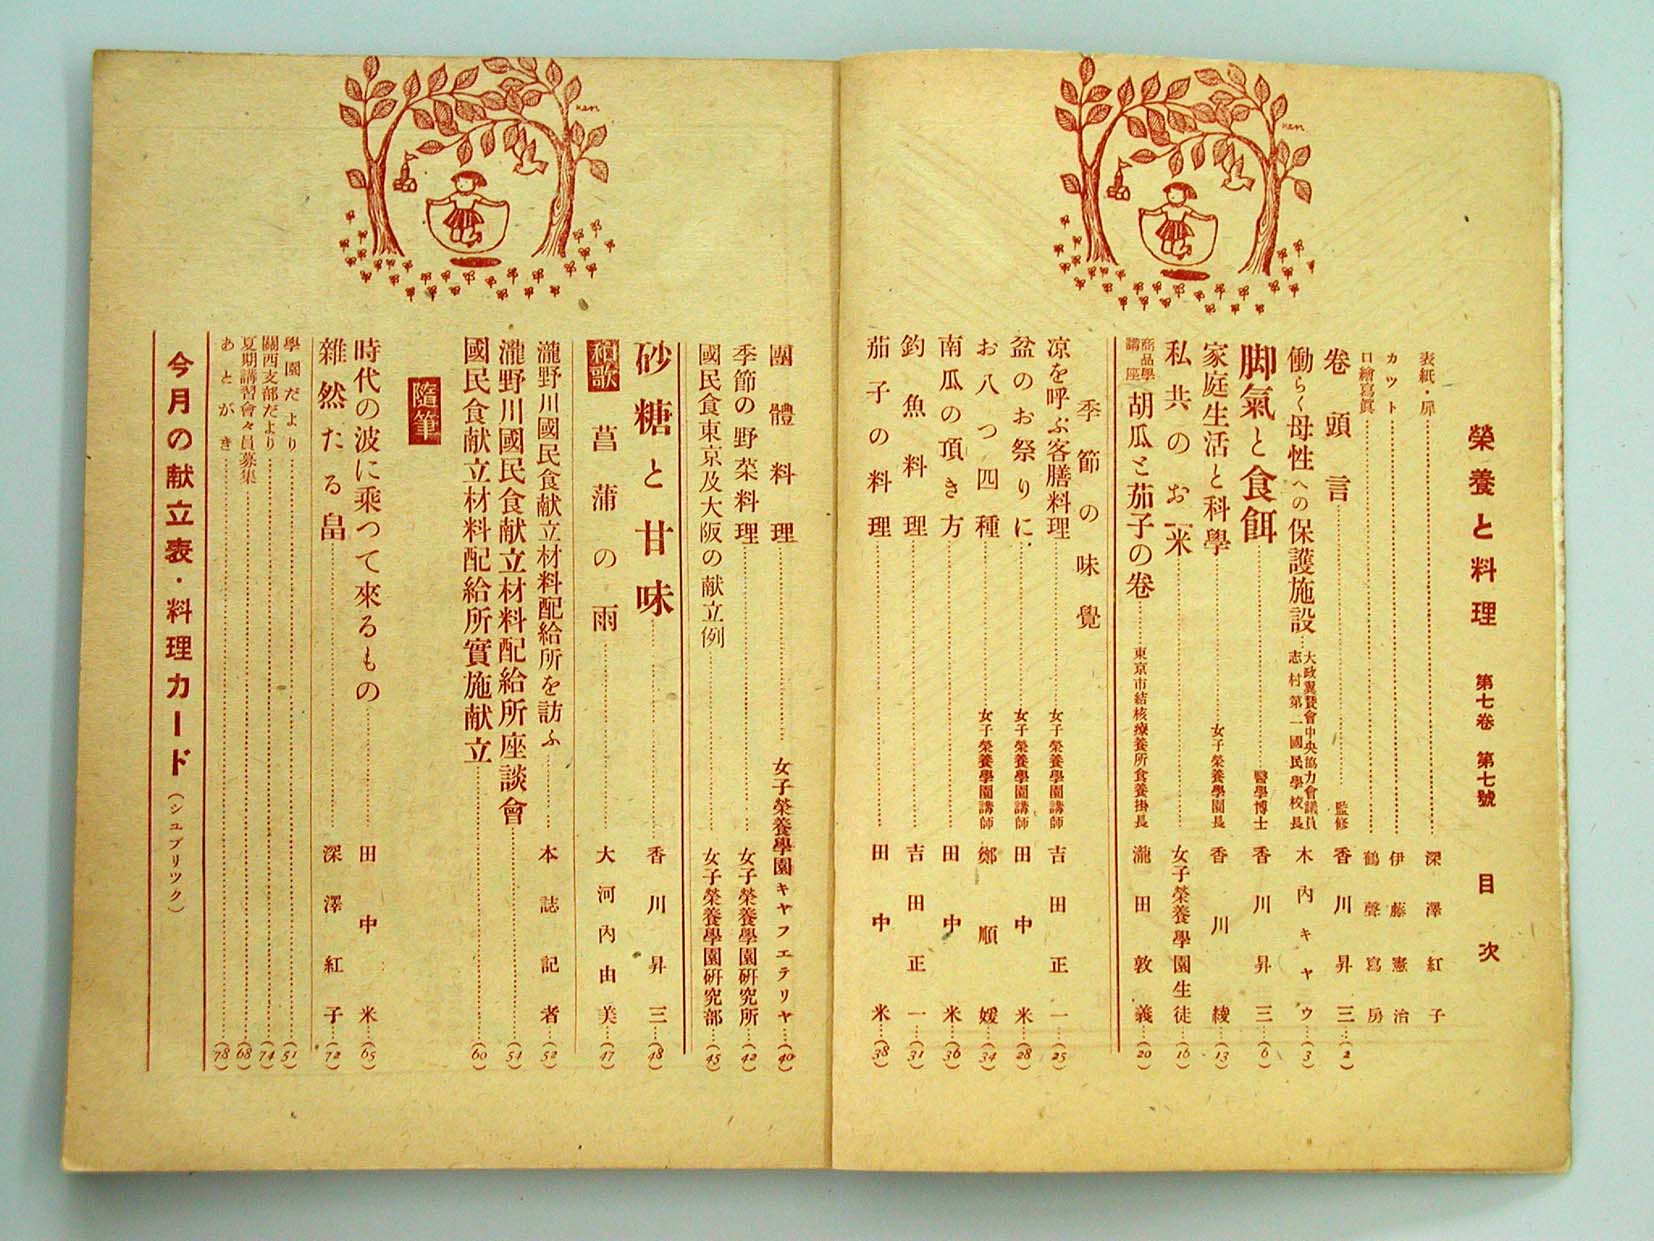 榮養と料理 第七卷 第七號 目次
表紙・扉 深澤紅子
カツト 伊藤憲治
口繪寫眞 鶴聲寫房
卷頭言 監修 香川昇三 (2)
働らく母性への保護施設 大政翼賛會中央協力會議員 志村第一國民學校長 木內キヤウ (3)
脚氣と食餌 醫學博士 香川昇三 (6)
家庭生活と科學 女子榮養學園長 香川綾 (13)
私共のお米 女子榮養學園生徒 (16)
商品學講座 胡瓜と茄子の卷 東京市結核療養所食養掛長 瀧田敦義 (20)
季節の味覺
凉を呼ぶ客膳料理 女子榮養學園講師 吉田正一 (25)
盆のお祭りに 女子榮養學園講師 田中米 (28)
お八つ四種 女子榮養學園講師 鄭順媛 (34)
南瓜の頂き方 田中米 (36)
釣魚料理 吉田正一 (31)
茄子の料理 田中米 (38)
團體料理 女子榮養學園キヤフエテリヤ (40)
季節の野菜料理 女子榮養學園硏究所 (42)
國民食東京及大阪の献立例 女子榮養學園硏究部 (45)
砂糖と甘味 香川昇三 (48)
和歌 菖蒲の雨 大河內由美 (47)
瀧野川國民食献立材料配給所を訪ふ 本誌記者 (52)
瀧野川國民食献立材料配給所座談會 (54)
國民食献立材料配給所實施献立 (60)
隨筆
時代の波に乘つて來るもの 田中米 (65)
雜然たる畠 深澤紅子 (72)
學園だより (51)
關西支部だより (74)
夏期講習會々員募集 (68)
あとがき (78)
今月の献立表・料理カード (シユブリツク)
Ken
Ken